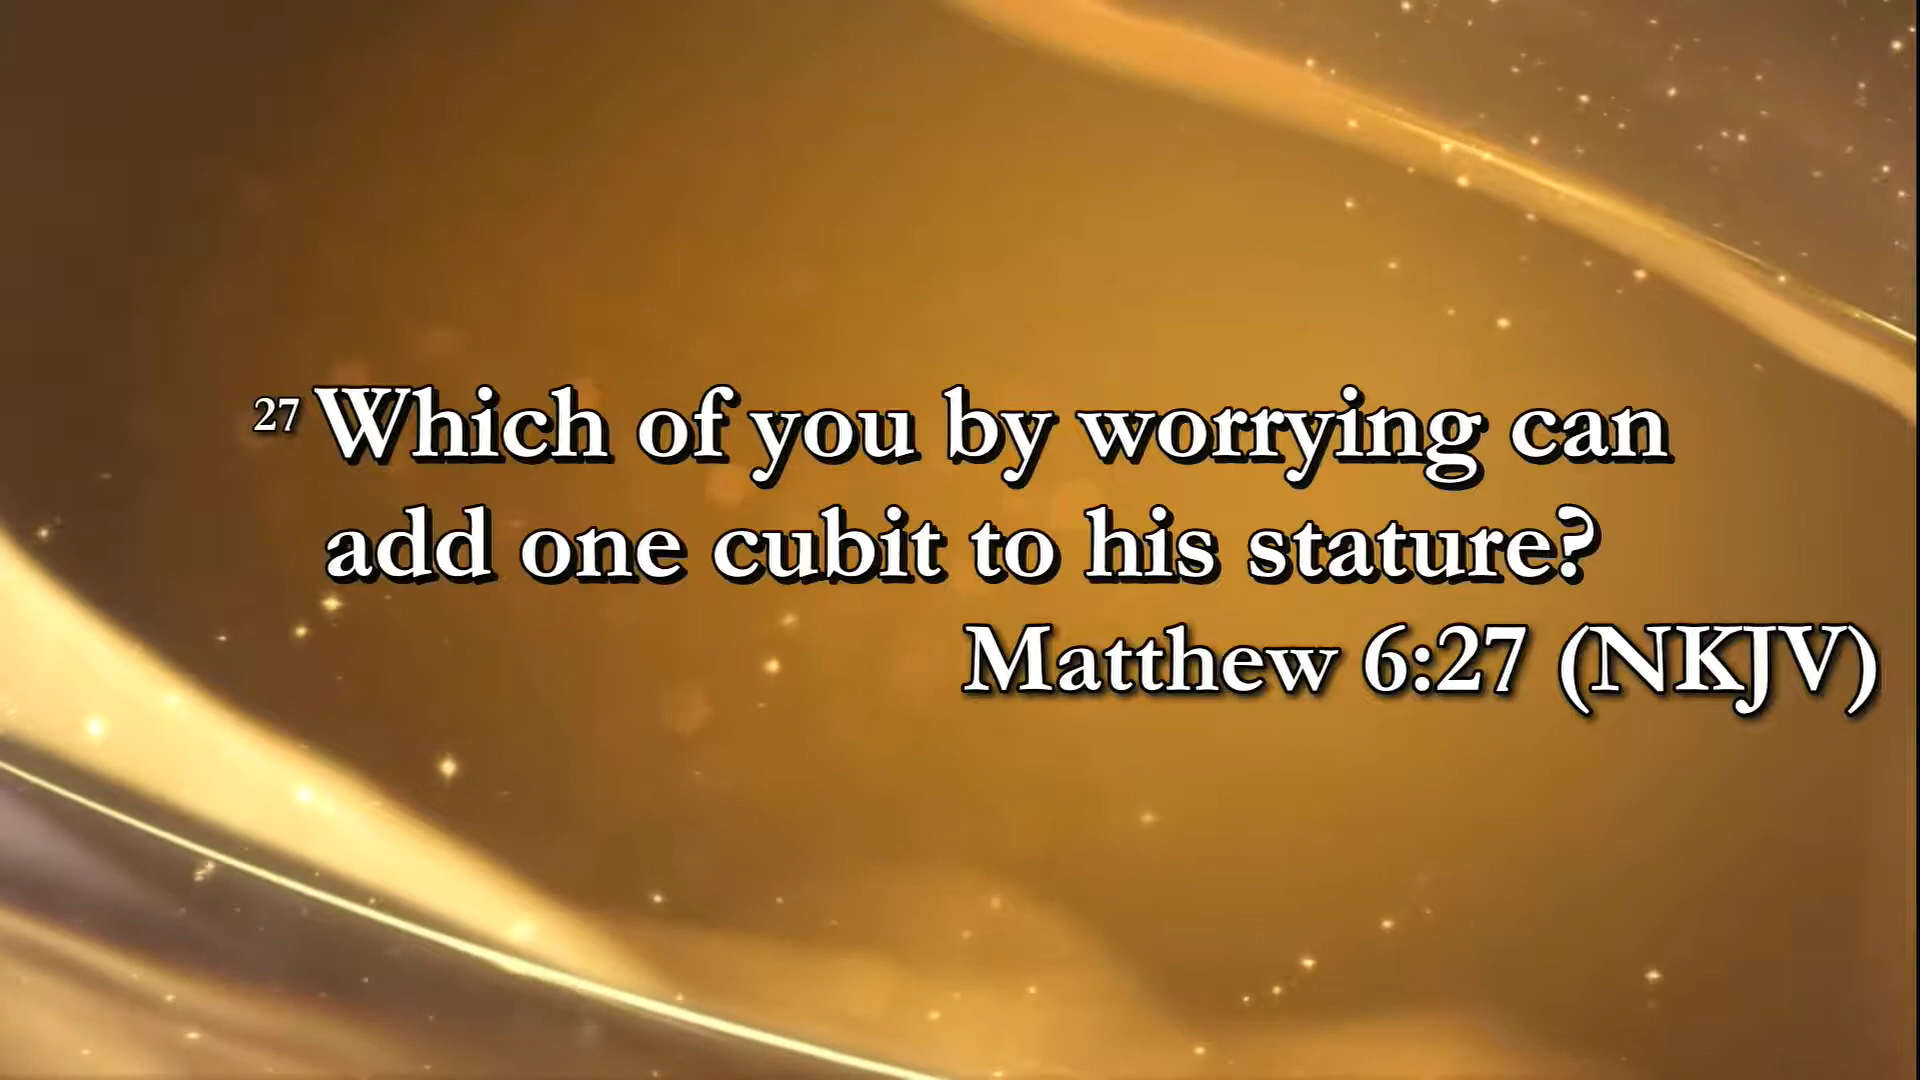 27 Which of you by worrying can
add one cubit to his stature?
Matthew 6:27 (NKJV)